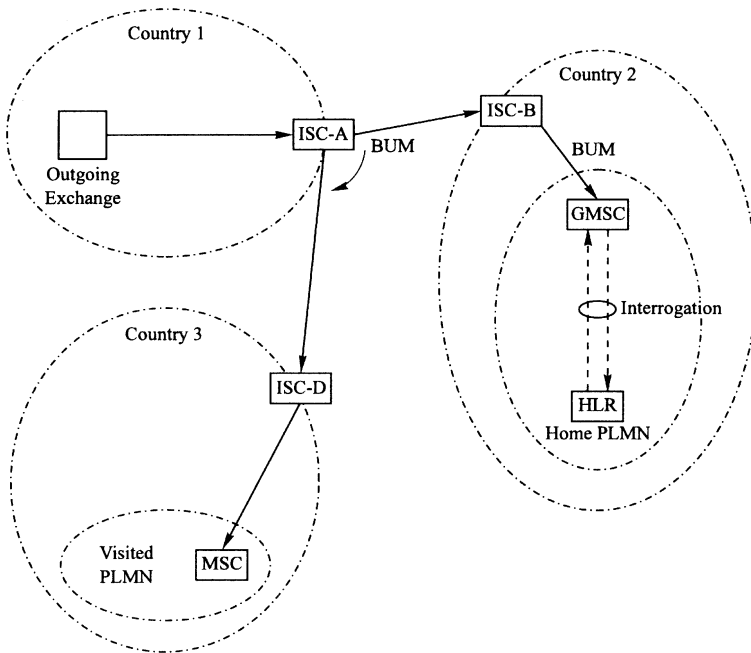 Country 1
Country 2
ISC-A
ISC-B
BUM
BUM
Outgoing
Exchange
GMSC
Interrogation
Country 3
ISC-D
HLR
Home PLMN
Visited
PLMN
MSC